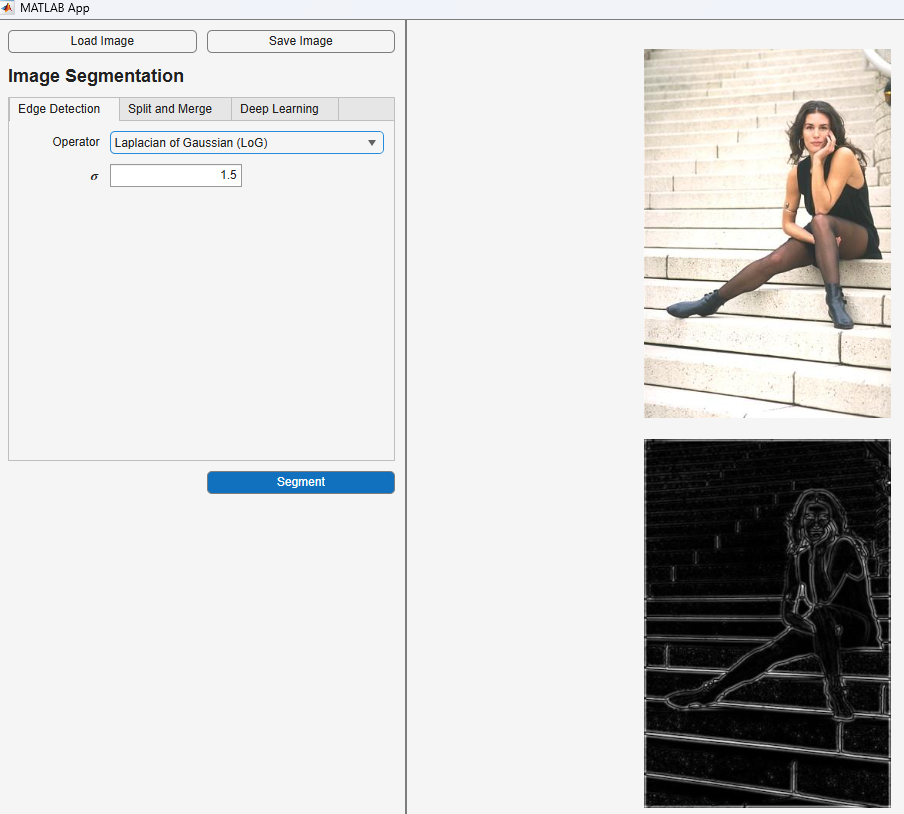 MATLAB App
Load Image
Save Image
Image Segmentation
Edge Detection
Split and Merge
Deep Learning
Operator
Laplacian of Gaussian (LoG)
σ
1.5
Segment